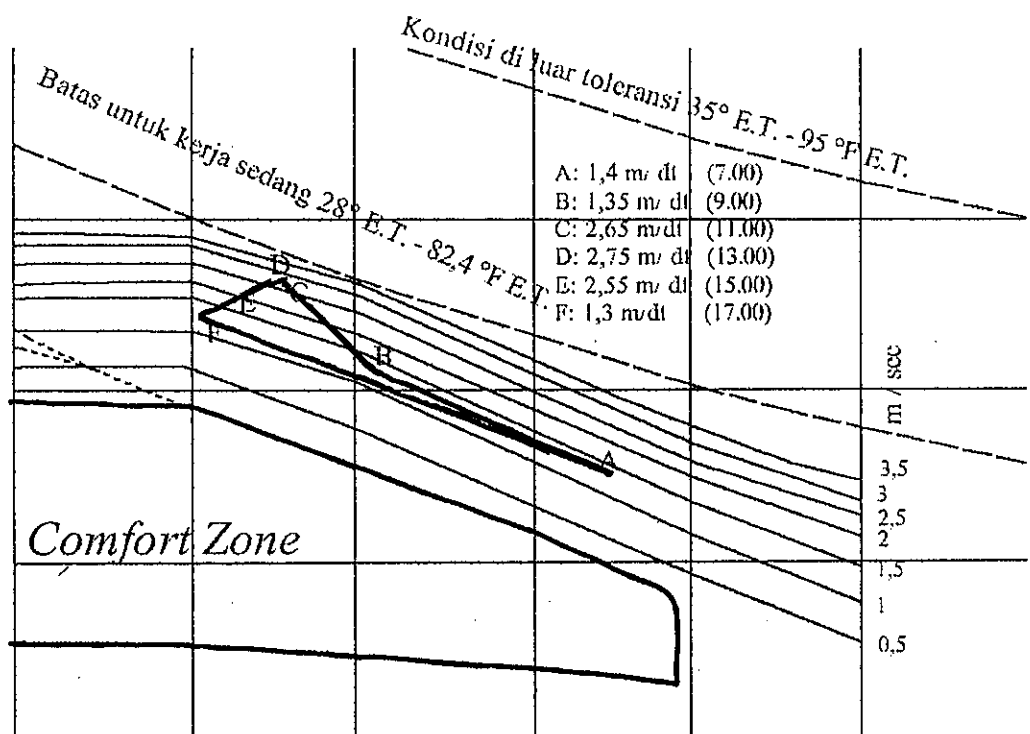 Kondisi di luar toleransi 35° E.T. - 95 °F E.T.
Batas untuk kerja sedang 28° E.T. - 82,4 °F E.T.
A: 1,4 m/ dt (7.00)
B: 1,35 m/ dt (9.00)
C: 2,65 m/ dt (11.00)
D: 2,75 m/ dt (13.00)
E: 2,55 m/ dt (15.00)
F: 1,3 m/dt (17.00)
D
C
E
F
B
A
m / sec
3,5
3
2,5
2
1,5
1
0,5
Comfort Zone